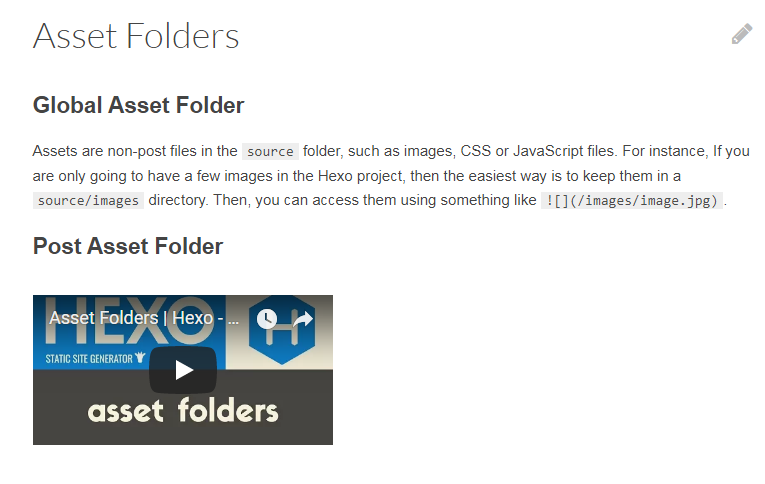 Asset Folders
Global Asset Folder
Assets are non-post files in the source folder, such as images, CSS or JavaScript files. For instance, If you
are only going to have a few images in the Hexo project, then the easiest way is to keep them in a
source/images directory. Then, you can access them using something like ![](/images/image.jpg) .
Post Asset Folder
HEXO
Asset Folders | Hexo - ...
H
STATIC SITE GENERATOR
asset folders